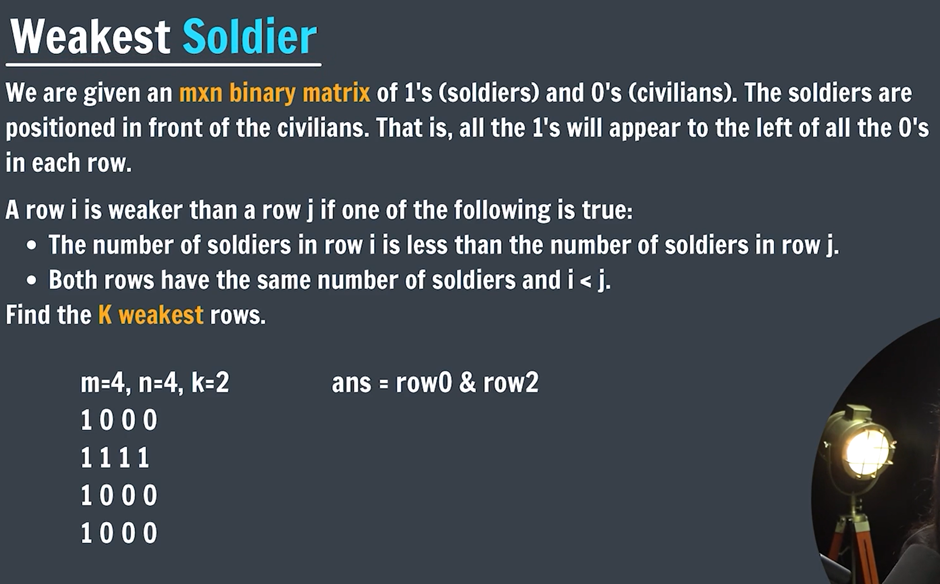 Weakest Soldier
We are given an mxn binary matrix of 1's (soldiers) and 0's (civilians). The soldiers are
positioned in front of the civilians. That is, all the 1's will appear to the left of all the 0's
in each row.
A row i is weaker than a row j if one of the following is true:
• The number of soldiers in row i is less than the number of soldiers in row j.
• Both rows have the same number of soldiers and i < j.
Find the K weakest rows.
m=4, n=4, k=2 ans = row0 & row2
1 0 0 0
1 1 1 1
1 0 0 0
1 0 0 0